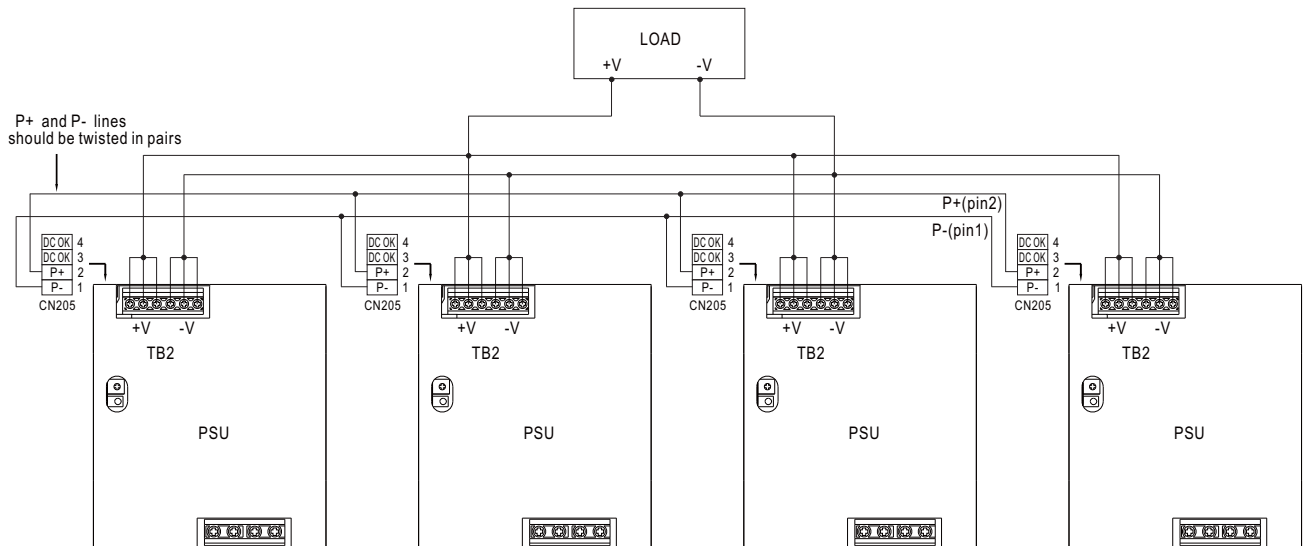 LOAD
+V -V
P+ and P- lines
should be twisted in pairs
P+(pin2)
P-(pin1)
DC OK 4
DC OK 3
P+ 2
P- 1
CN205
+V -V
TB2
PSU
DC OK 4
DC OK 3
P+ 2
P- 1
CN205
+V -V
TB2
PSU
DC OK 4
DC OK 3
P+ 2
P- 1
CN205
+V -V
TB2
PSU
DC OK 4
DC OK 3
P+ 2
P- 1
CN205
+V -V
TB2
PSU